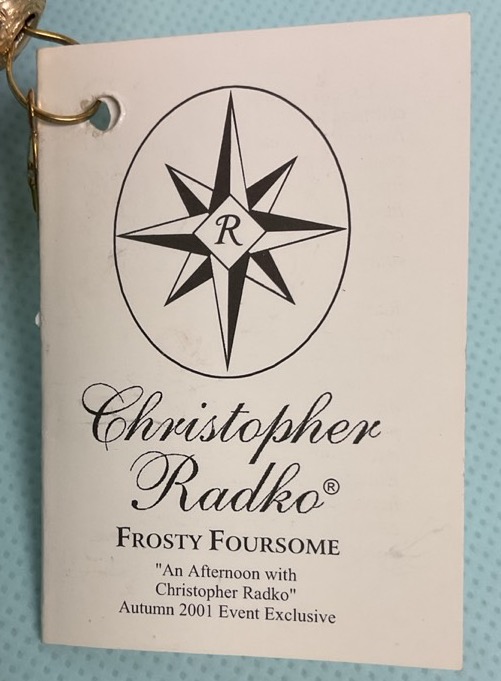 R
Christopher
Radko®
FROSTY FOURSOME
"An Afternoon with
Christopher Radko"
Autumn 2001 Event Exclusive